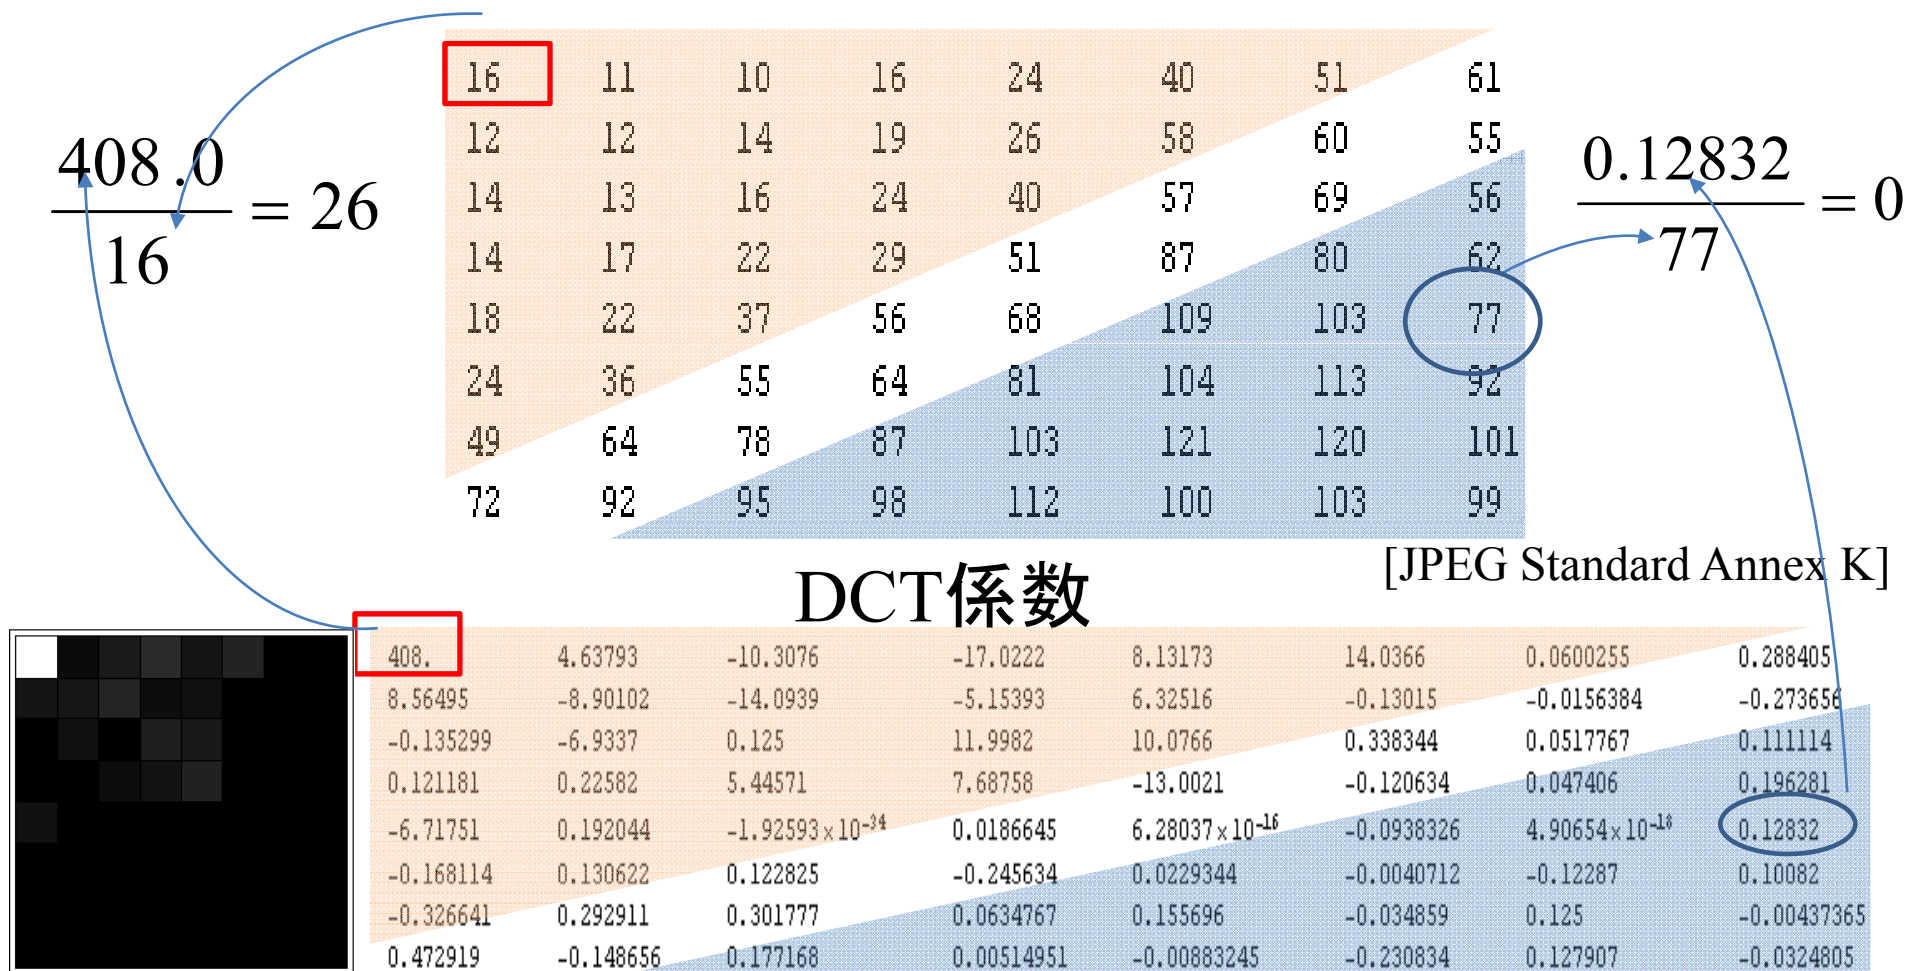 16 11 10 16 24 40 51 61
12 12 14 19 26 58 60 55
14 13 16 24 40 57 69 56
14 17 22 29 51 87 80 62
18 22 37 56 68 109 103 77
24 36 55 64 81 104 113 92
49 64 78 87 103 121 120 101
72 92 95 98 112 100 103 99
408.0
16
= 26
0.12832
77
= 0
[JPEG Standard Annex K]
DCT係数
408. 4.63793 -10.3076 -17.0222 8.13173 14.0366 0.0600255 0.288405
8.56495 -8.90102 -14.0939 -5.15393 6.32516 -0.13015 -0.0156384 -0.273656
-0.135299 -6.9337 0.125 11.9982 10.0766 0.338344 0.0517767 0.111114
0.121181 0.22582 5.44571 7.68758 -13.0021 -0.120634 0.047406 0.196281
-6.71751 0.192044 -1.92593×10⁻³⁴ 0.0186645 6.28037×10⁻¹⁶ -0.0938326 4.90654×10⁻¹⁸ 0.12832
-0.168114 0.130622 0.122825 -0.245634 0.0229344 -0.0040712 -0.12287 0.10082
-0.326641 0.292911 0.301777 0.0634767 0.155696 -0.034859 0.125 -0.00437365
0.472919 -0.148656 0.177168 0.00514951 -0.00883245 -0.230834 0.127907 -0.0324805